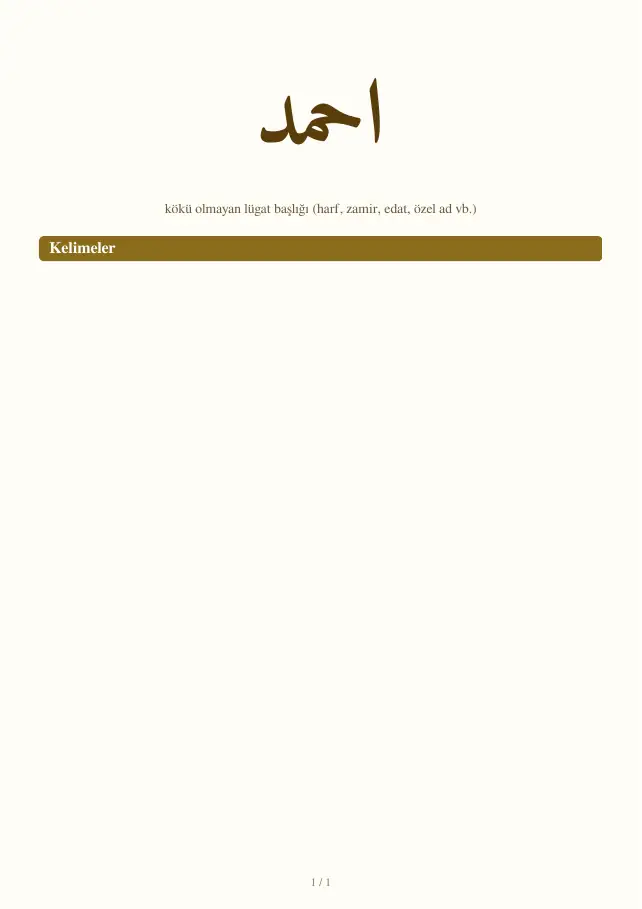 احمد
kökü olmayan lügat başlığı (harf, zamir, edat, özel ad vb.)
Kelimeler
1 / 1